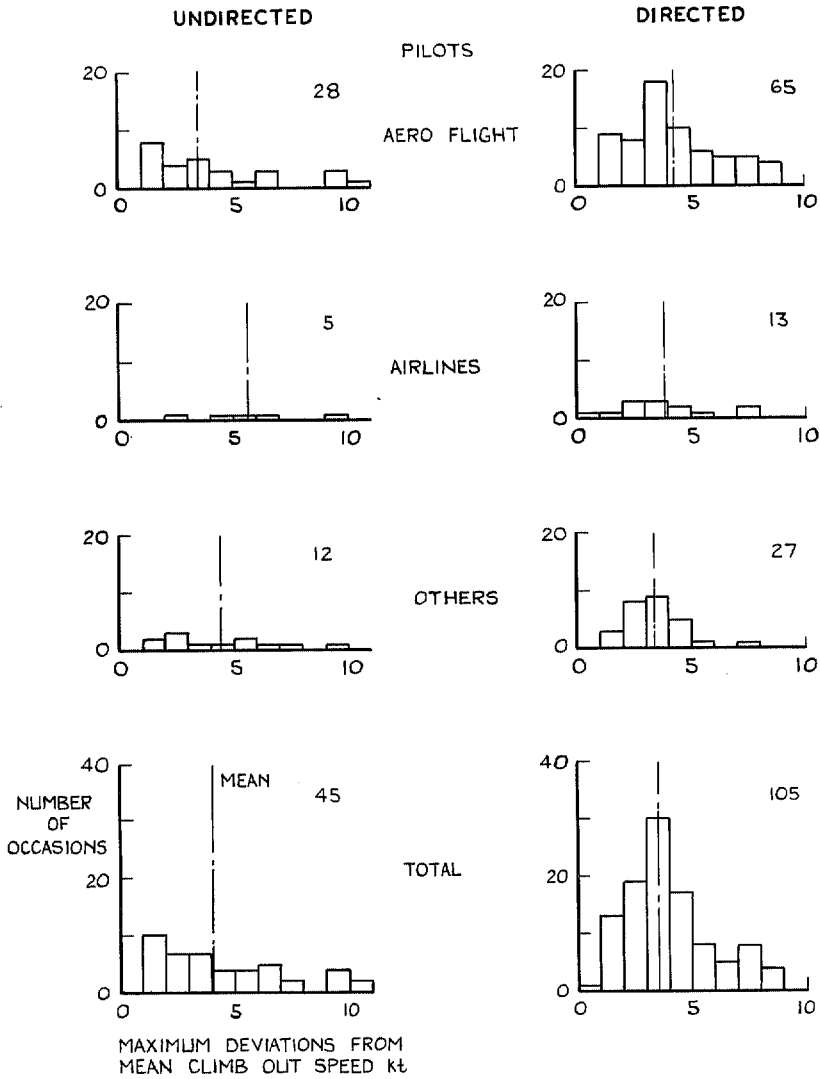 UNDIRECTED
DIRECTED
PILOTS
20
28
0
0 5 10
AERO FLIGHT
20
65
0
0 5 10
20
5
0
0 5 10
AIRLINES
20
13
0
0 5 10
20
12
0
0 5 10
OTHERS
20
27
0
0 5 10
40
MEAN
45
NUMBER
OF
OCCASIONS
20
0
0 5 10
TOTAL
40
105
20
0
0 5 10
MAXIMUM DEVIATIONS FROM
MEAN CLIMB OUT SPEED kt